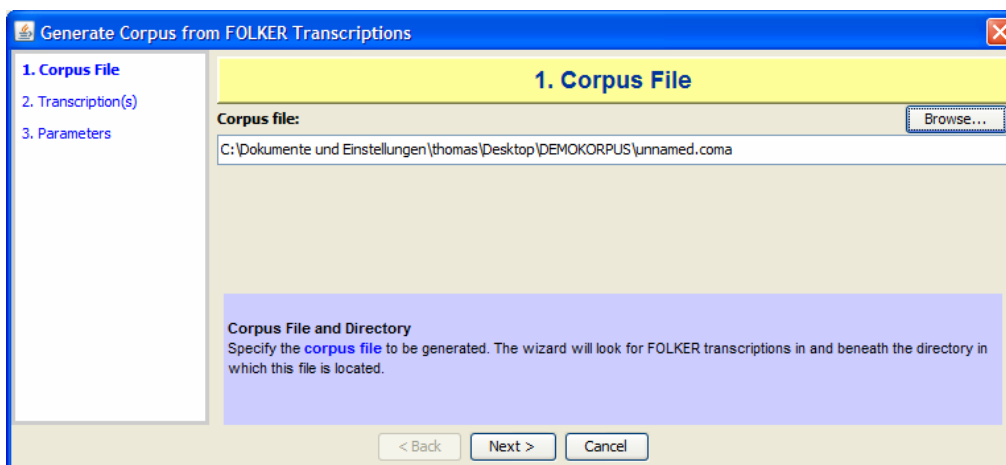 Generate Corpus from FOLKER Transcriptions
1. Corpus File
2. Transcription(s)
3. Parameters
1. Corpus File
Corpus file:
Browse...
C:\Dokumente und Einstellungen\thomas\Desktop\DEMOKORPUS\unnamed.coma
Corpus File and Directory
Specify the corpus file to be generated. The wizard will look for FOLKER transcriptions in and beneath the directory in
which this file is located.
< Back
Next >
Cancel